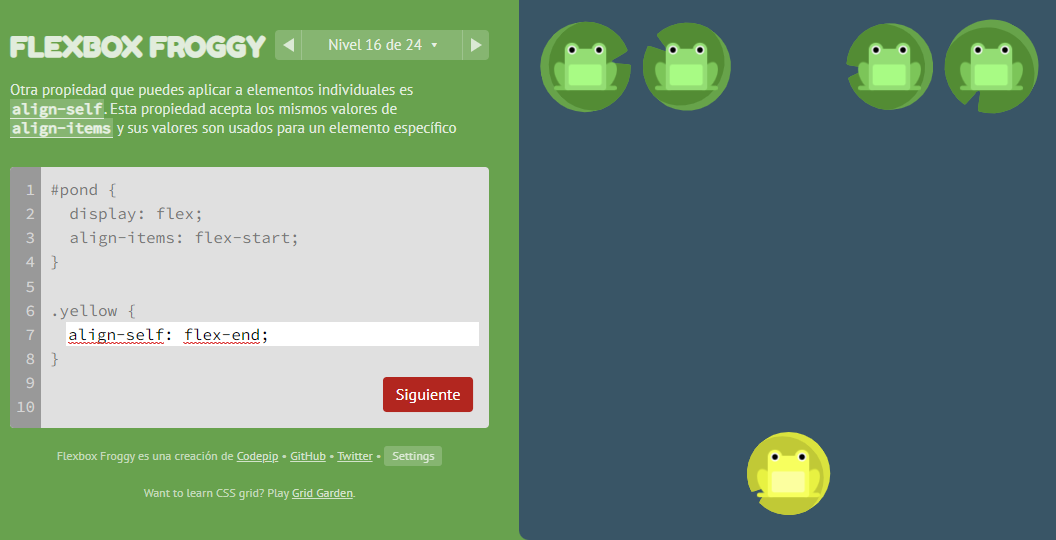 FLEXBOX FROGGY
Nivel 16 de 24
Otra propiedad que puedes aplicar a elementos individuales es
align-self. Esta propiedad acepta los mismos valores de
align-items y sus valores son usados para un elemento específico
1 #pond {
2 display: flex;
3 align-items: flex-start;
4 }
5
6 .yellow {
7 align-self: flex-end;
8 }
9
10
Siguiente
Flexbox Froggy es una creación de Codepip • GitHub • Twitter • Settings
Want to learn CSS grid? Play Grid Garden.